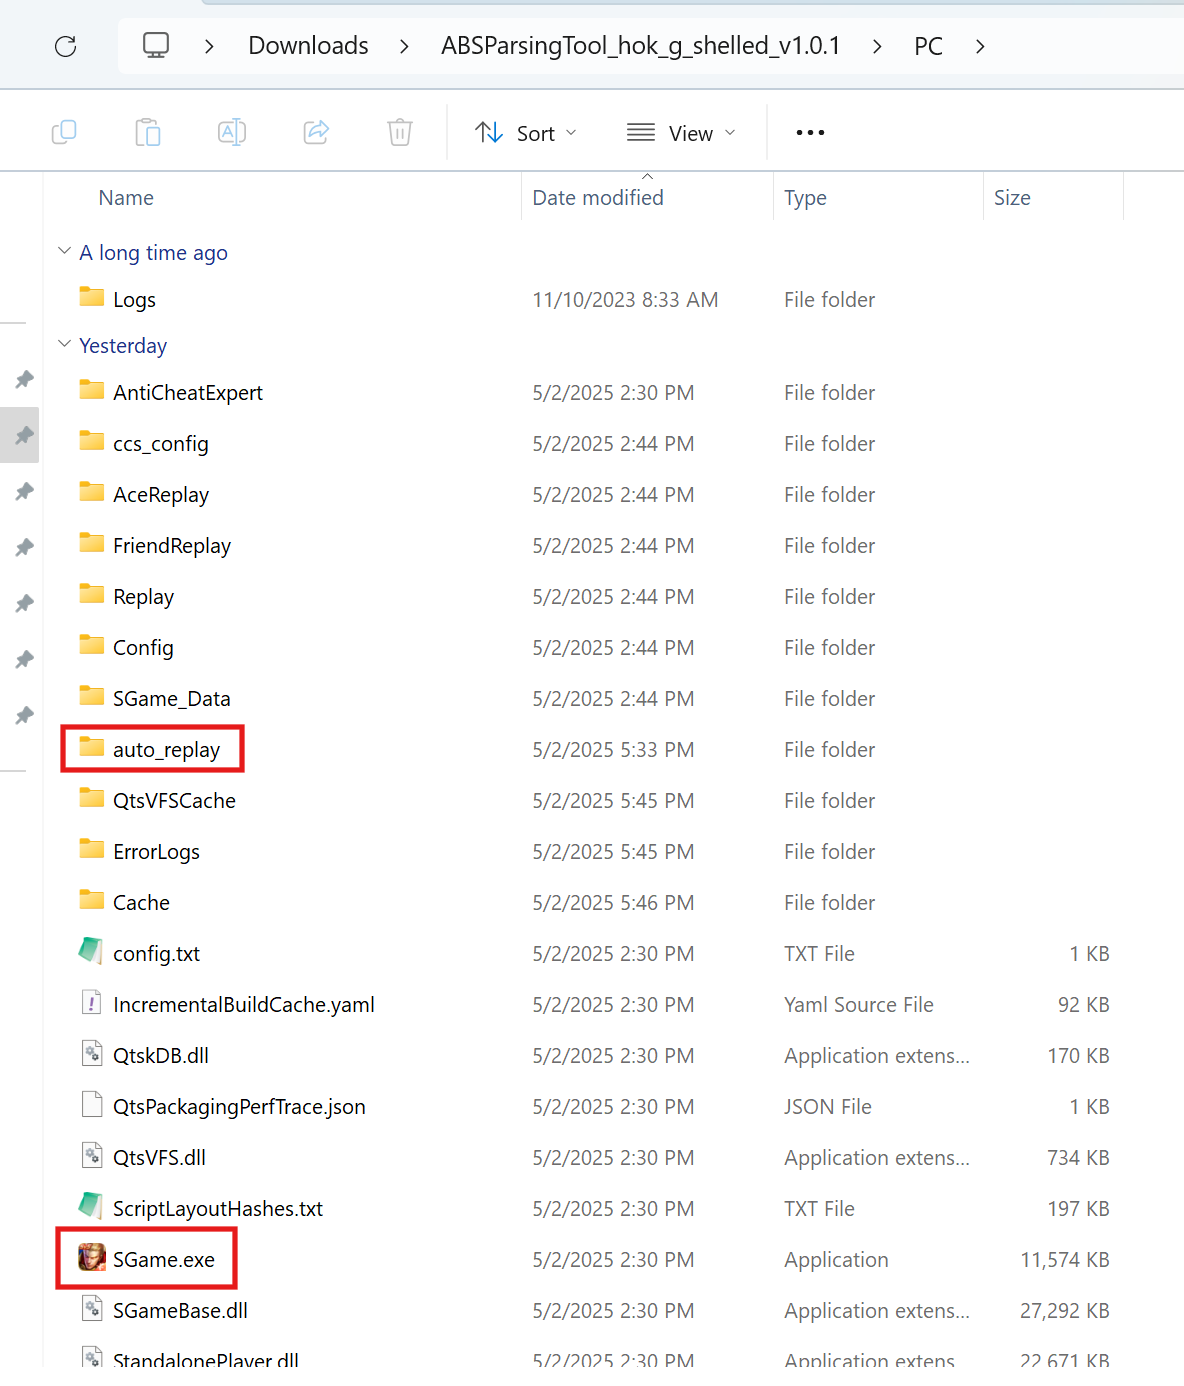 Downloads > ABSParsingTool_hok_g_shelled_v1.0.1 > PC >
Sort View
Name Date modified Type Size
A long time ago
Logs 11/10/2023 8:33 AM File folder
Yesterday
AntiCheatExpert 5/2/2025 2:30 PM File folder
ccs_config 5/2/2025 2:44 PM File folder
AceReplay 5/2/2025 2:44 PM File folder
FriendReplay 5/2/2025 2:44 PM File folder
Replay 5/2/2025 2:44 PM File folder
Config 5/2/2025 2:44 PM File folder
SGame_Data 5/2/2025 2:44 PM File folder
auto_replay 5/2/2025 5:33 PM File folder
QtsVFSCache 5/2/2025 5:45 PM File folder
ErrorLogs 5/2/2025 5:45 PM File folder
Cache 5/2/2025 5:46 PM File folder
config.txt 5/2/2025 2:30 PM TXT File 1 KB
IncrementalBuildCache.yaml 5/2/2025 2:30 PM Yaml Source File 92 KB
QtskDB.dll 5/2/2025 2:30 PM Application extens... 170 KB
QtsPackagingPerfTrace.json 5/2/2025 2:30 PM JSON File 1 KB
QtsVFS.dll 5/2/2025 2:30 PM Application extens... 734 KB
ScriptLayoutHashes.txt 5/2/2025 2:30 PM TXT File 197 KB
SGame.exe 5/2/2025 2:30 PM Application 11,574 KB
SGameBase.dll 5/2/2025 2:30 PM Application extens... 27,292 KB
StandalonePlayer.dll 5/2/2025 2:30 PM Application extens 22,671 KB